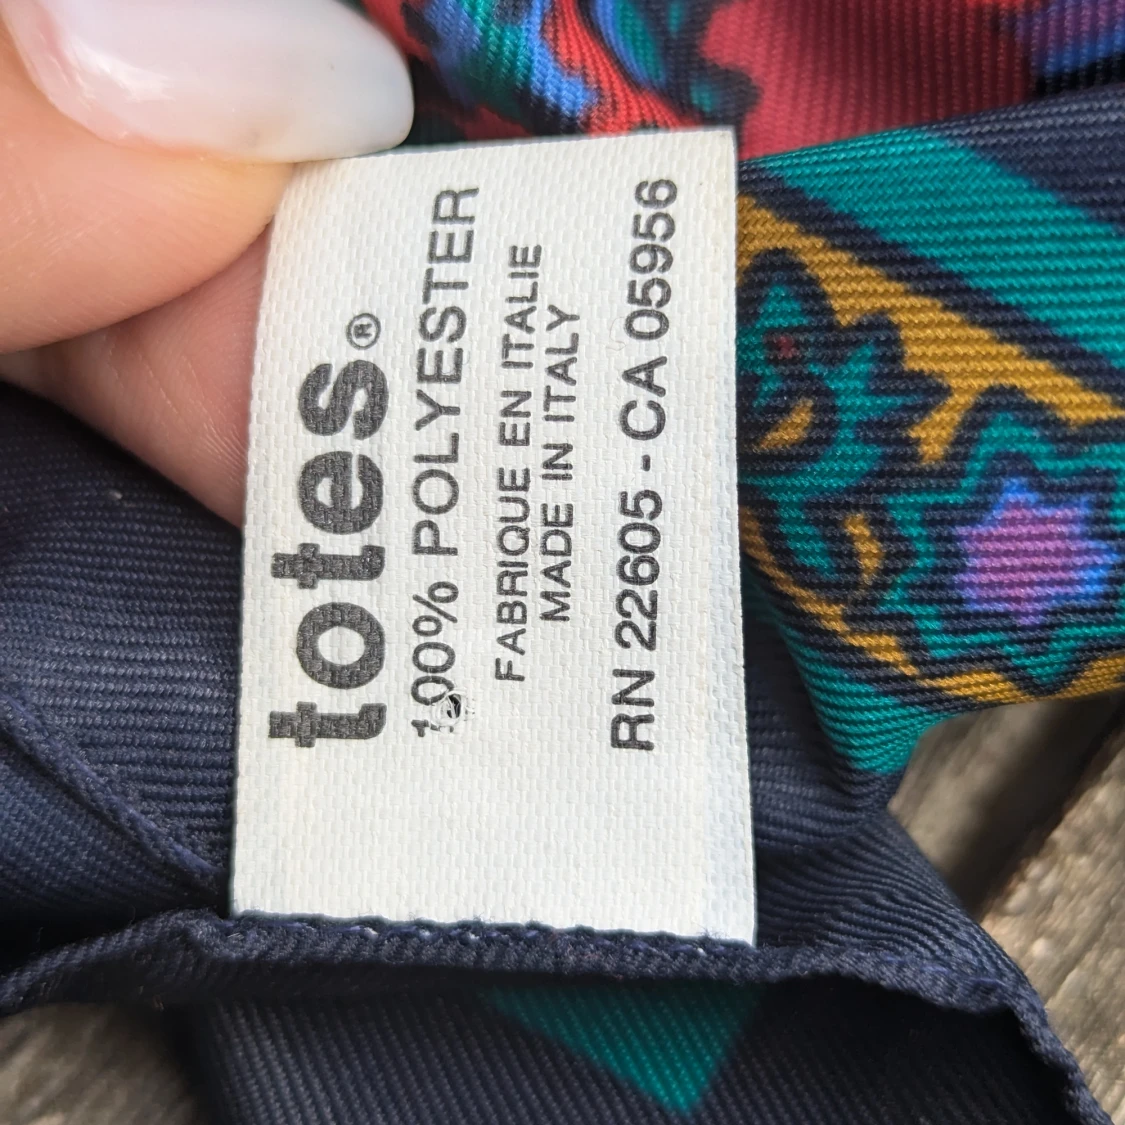 totes®
100% POLYESTER
FABRIQUE EN ITALIE
MADE IN ITALY
RN 22605 - CA 05956